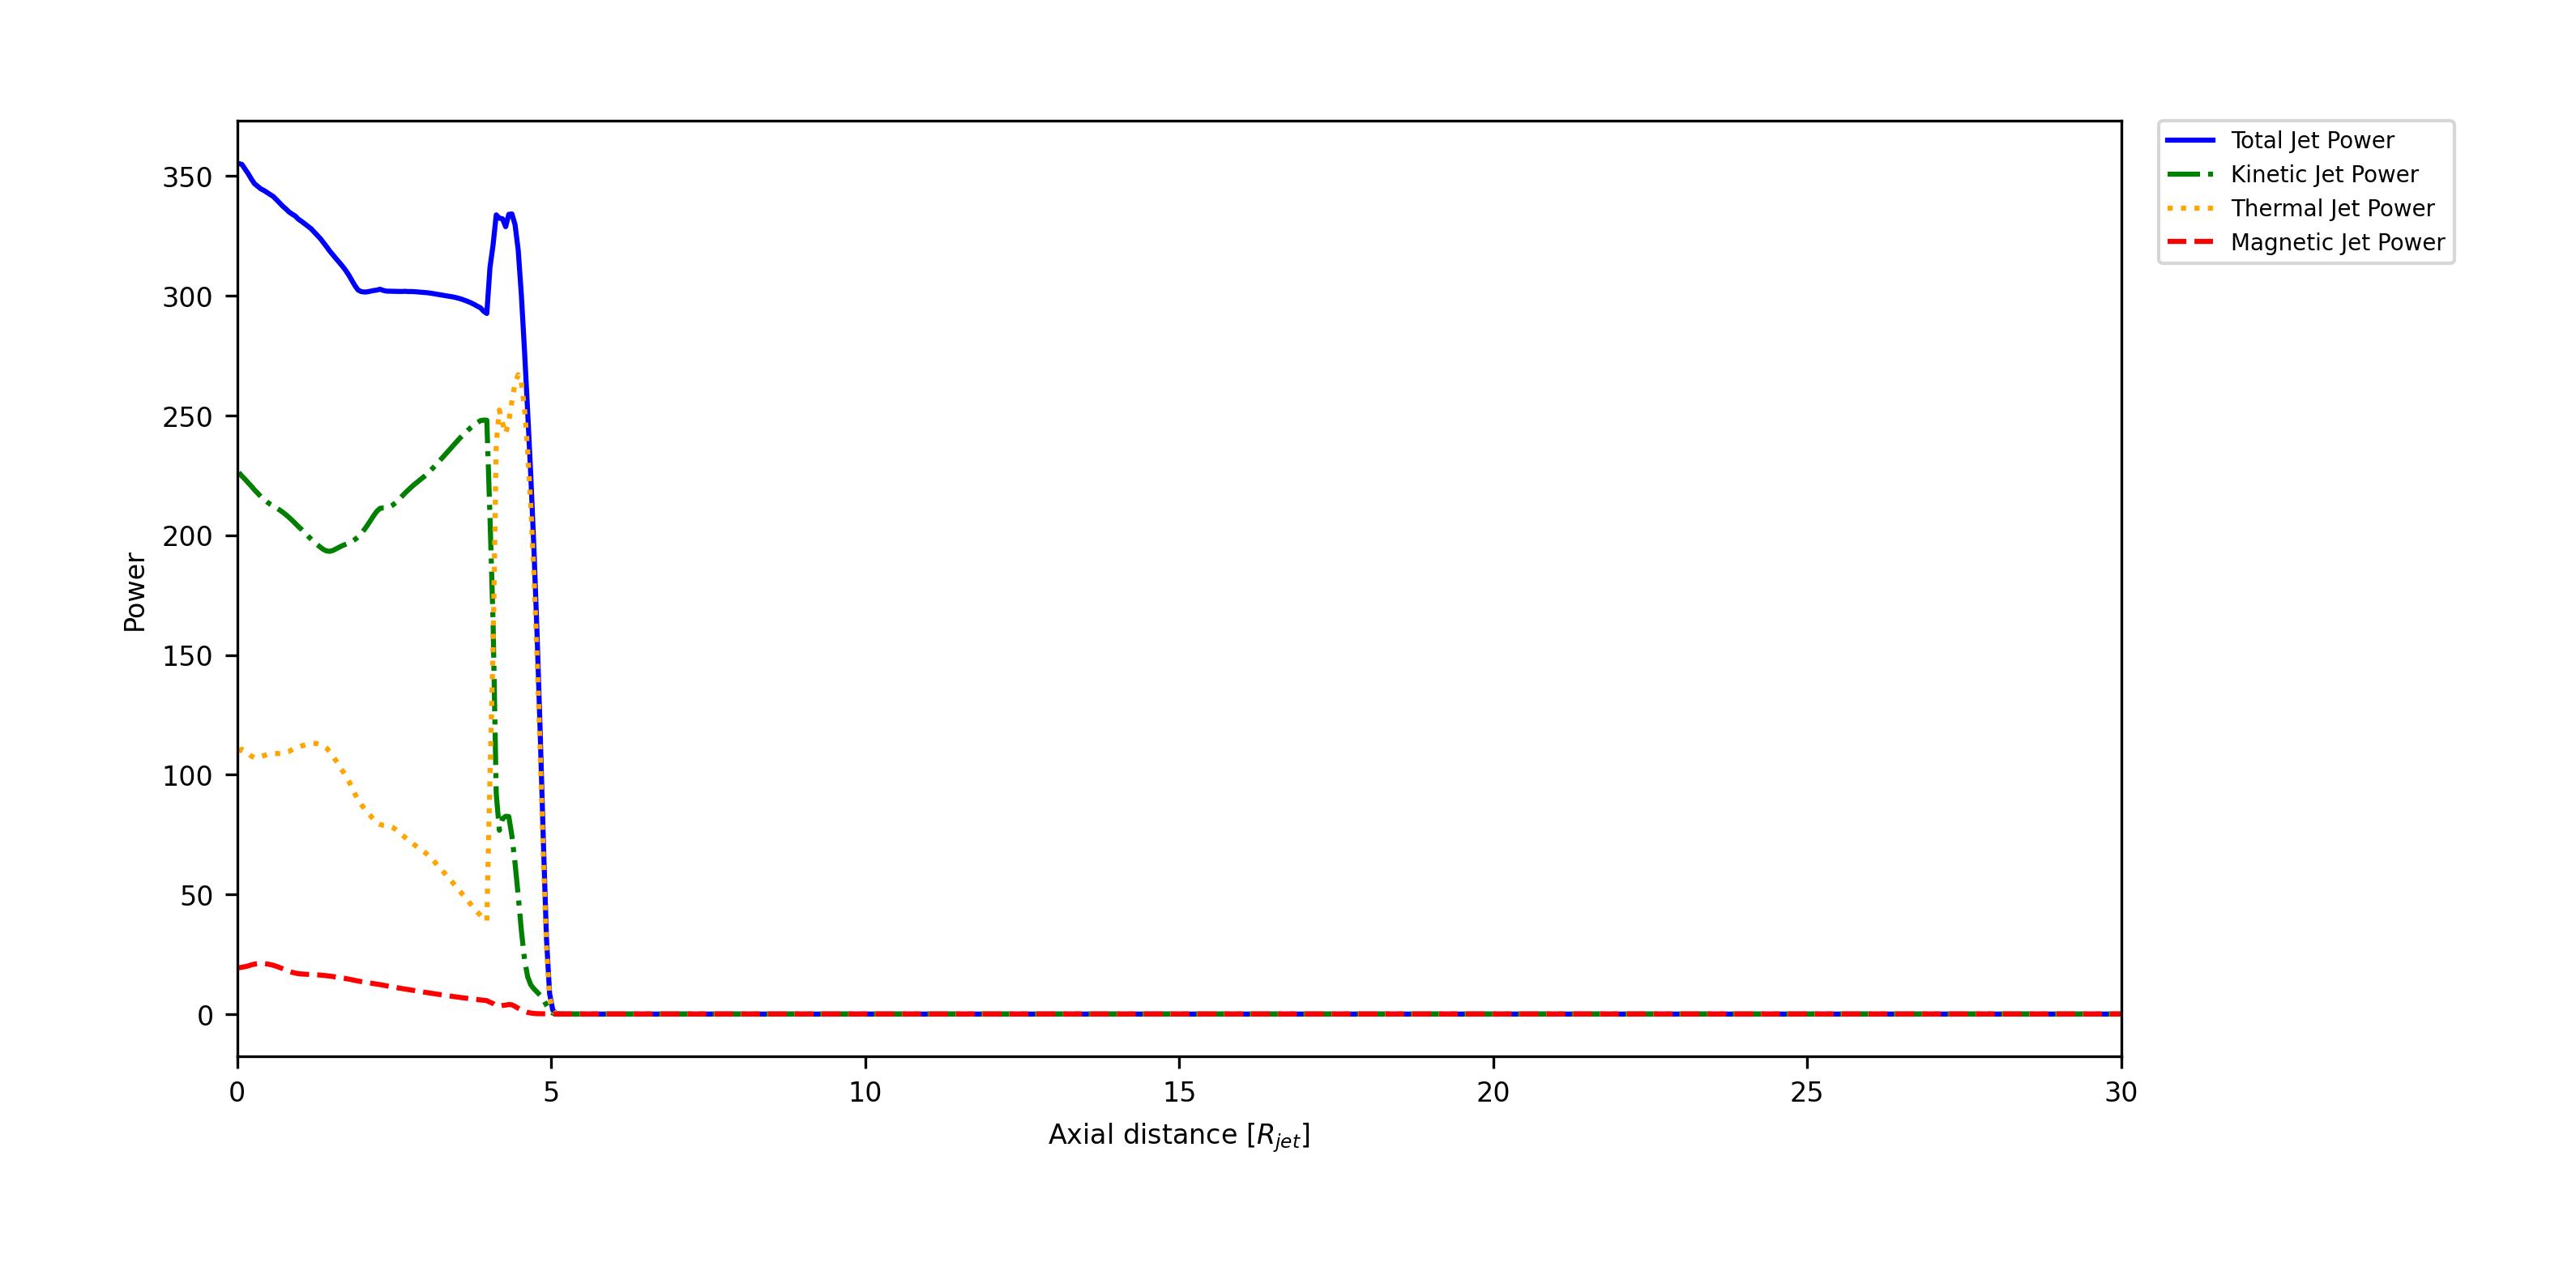 350
300
250
200
150
100
50
0
Power
0 5 10 15 20 25 30
Axial distance [R_jet]
Total Jet Power
Kinetic Jet Power
Thermal Jet Power
Magnetic Jet Power